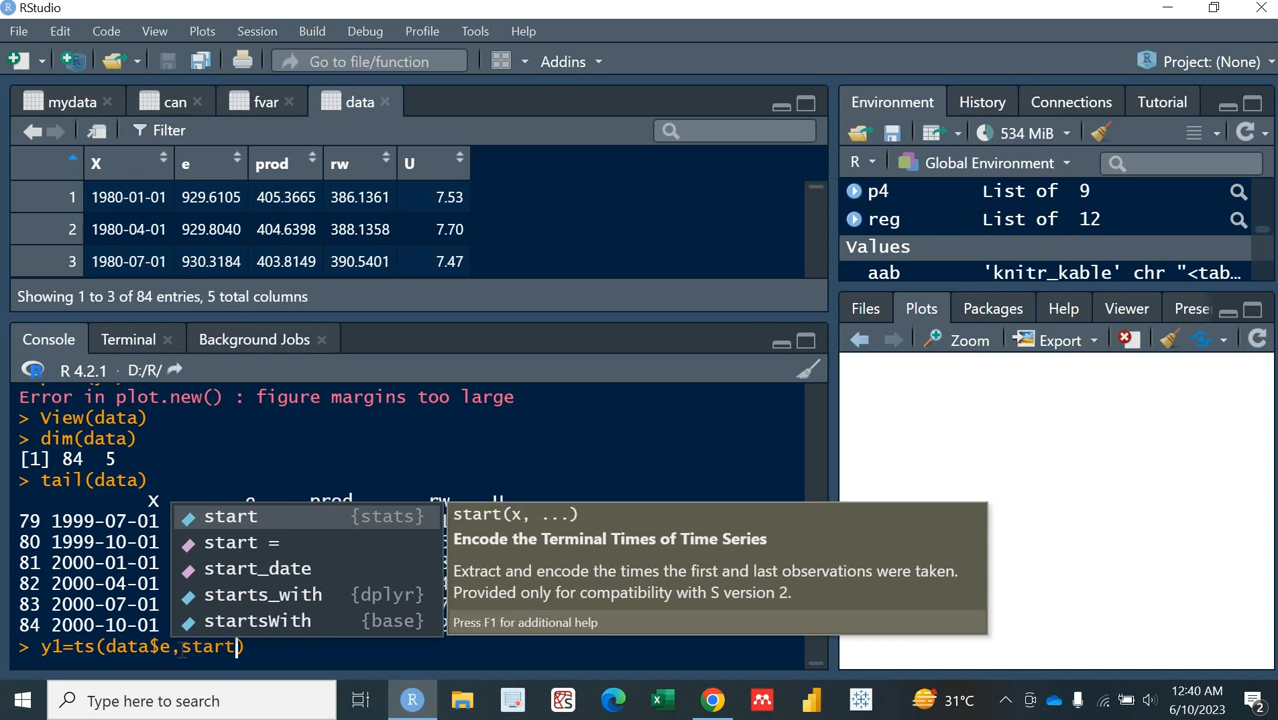 RStudio
File Edit View Plots Session Build Debug Profile Tools Help
Go to file/function Addins Project: (None)
mydata can fvar data
Filter
X e prod rw U
1 1980-01-01 929.6105 405.3665 386.1361 7.53
2 1980-04-01 929.8040 404.6398 388.1358 7.70
3 1980-07-01 930.3184 403.8149 390.5401 7.47
Showing 1 to 3 of 84 entries, 5 total columns
Console Terminal Background Jobs
R 4.2.1 · D:/R/
Error in plot.new() : figure margins too large
> View(data)
> dim(data)
[1] 84 5
> tail(data)
X e prod rw U
79 1999-07-01
80 1999-10-01
81 2000-01-01
82 2000-04-01
83 2000-07-01
84 2000-10-01
> y1=ts(data$e,start)
start {stats}
start =
start_date
starts_with {dplyr}
startsWith {base}
start(x, ...)
Encode the Terminal Times of Time Series
Extract and encode the times the first and last observations were taken.
Provided only for compatibility with S version 2.
Press F1 for additional help
Environment History Connections Tutorial
534 MiB
R Global Environment
p4 List of 9
reg List of 12
Values
aab 'knitr_kable' chr "<tab…
Files Plots Packages Help Viewer Prese
Zoom Export
Type here to search
31°C
12:40 AM
6/10/2023
2